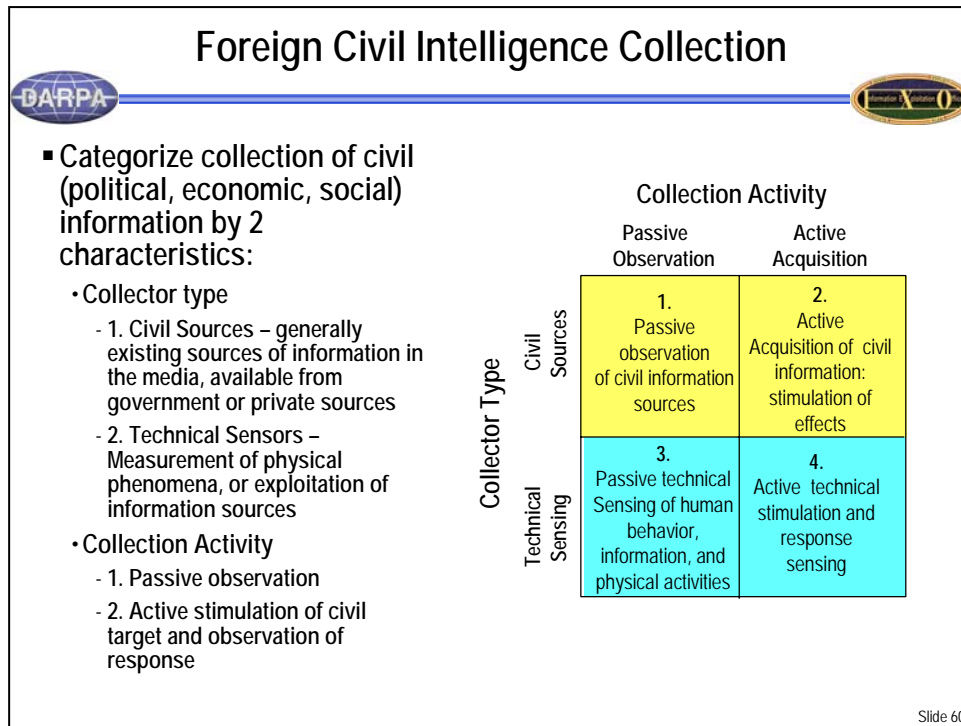 Foreign Civil Intelligence Collection
DARPA
Information Exploitation Office
I X O
▪ Categorize collection of civil
(political, economic, social)
information by 2
characteristics:
• Collector type
- 1. Civil Sources – generally
existing sources of information in
the media, available from
government or private sources
- 2. Technical Sensors –
Measurement of physical
phenomena, or exploitation of
information sources
• Collection Activity
- 1. Passive observation
- 2. Active stimulation of civil
target and observation of
response
Collection Activity
Passive
Observation
Active
Acquisition
Collector Type
Civil
Sources
Technical
Sensing
1.
Passive
observation
of civil information
sources
2.
Active
Acquisition of civil
information:
stimulation of
effects
3.
Passive technical
Sensing of human
behavior,
information, and
physical activities
4.
Active technical
stimulation and
response
sensing
Slide 60